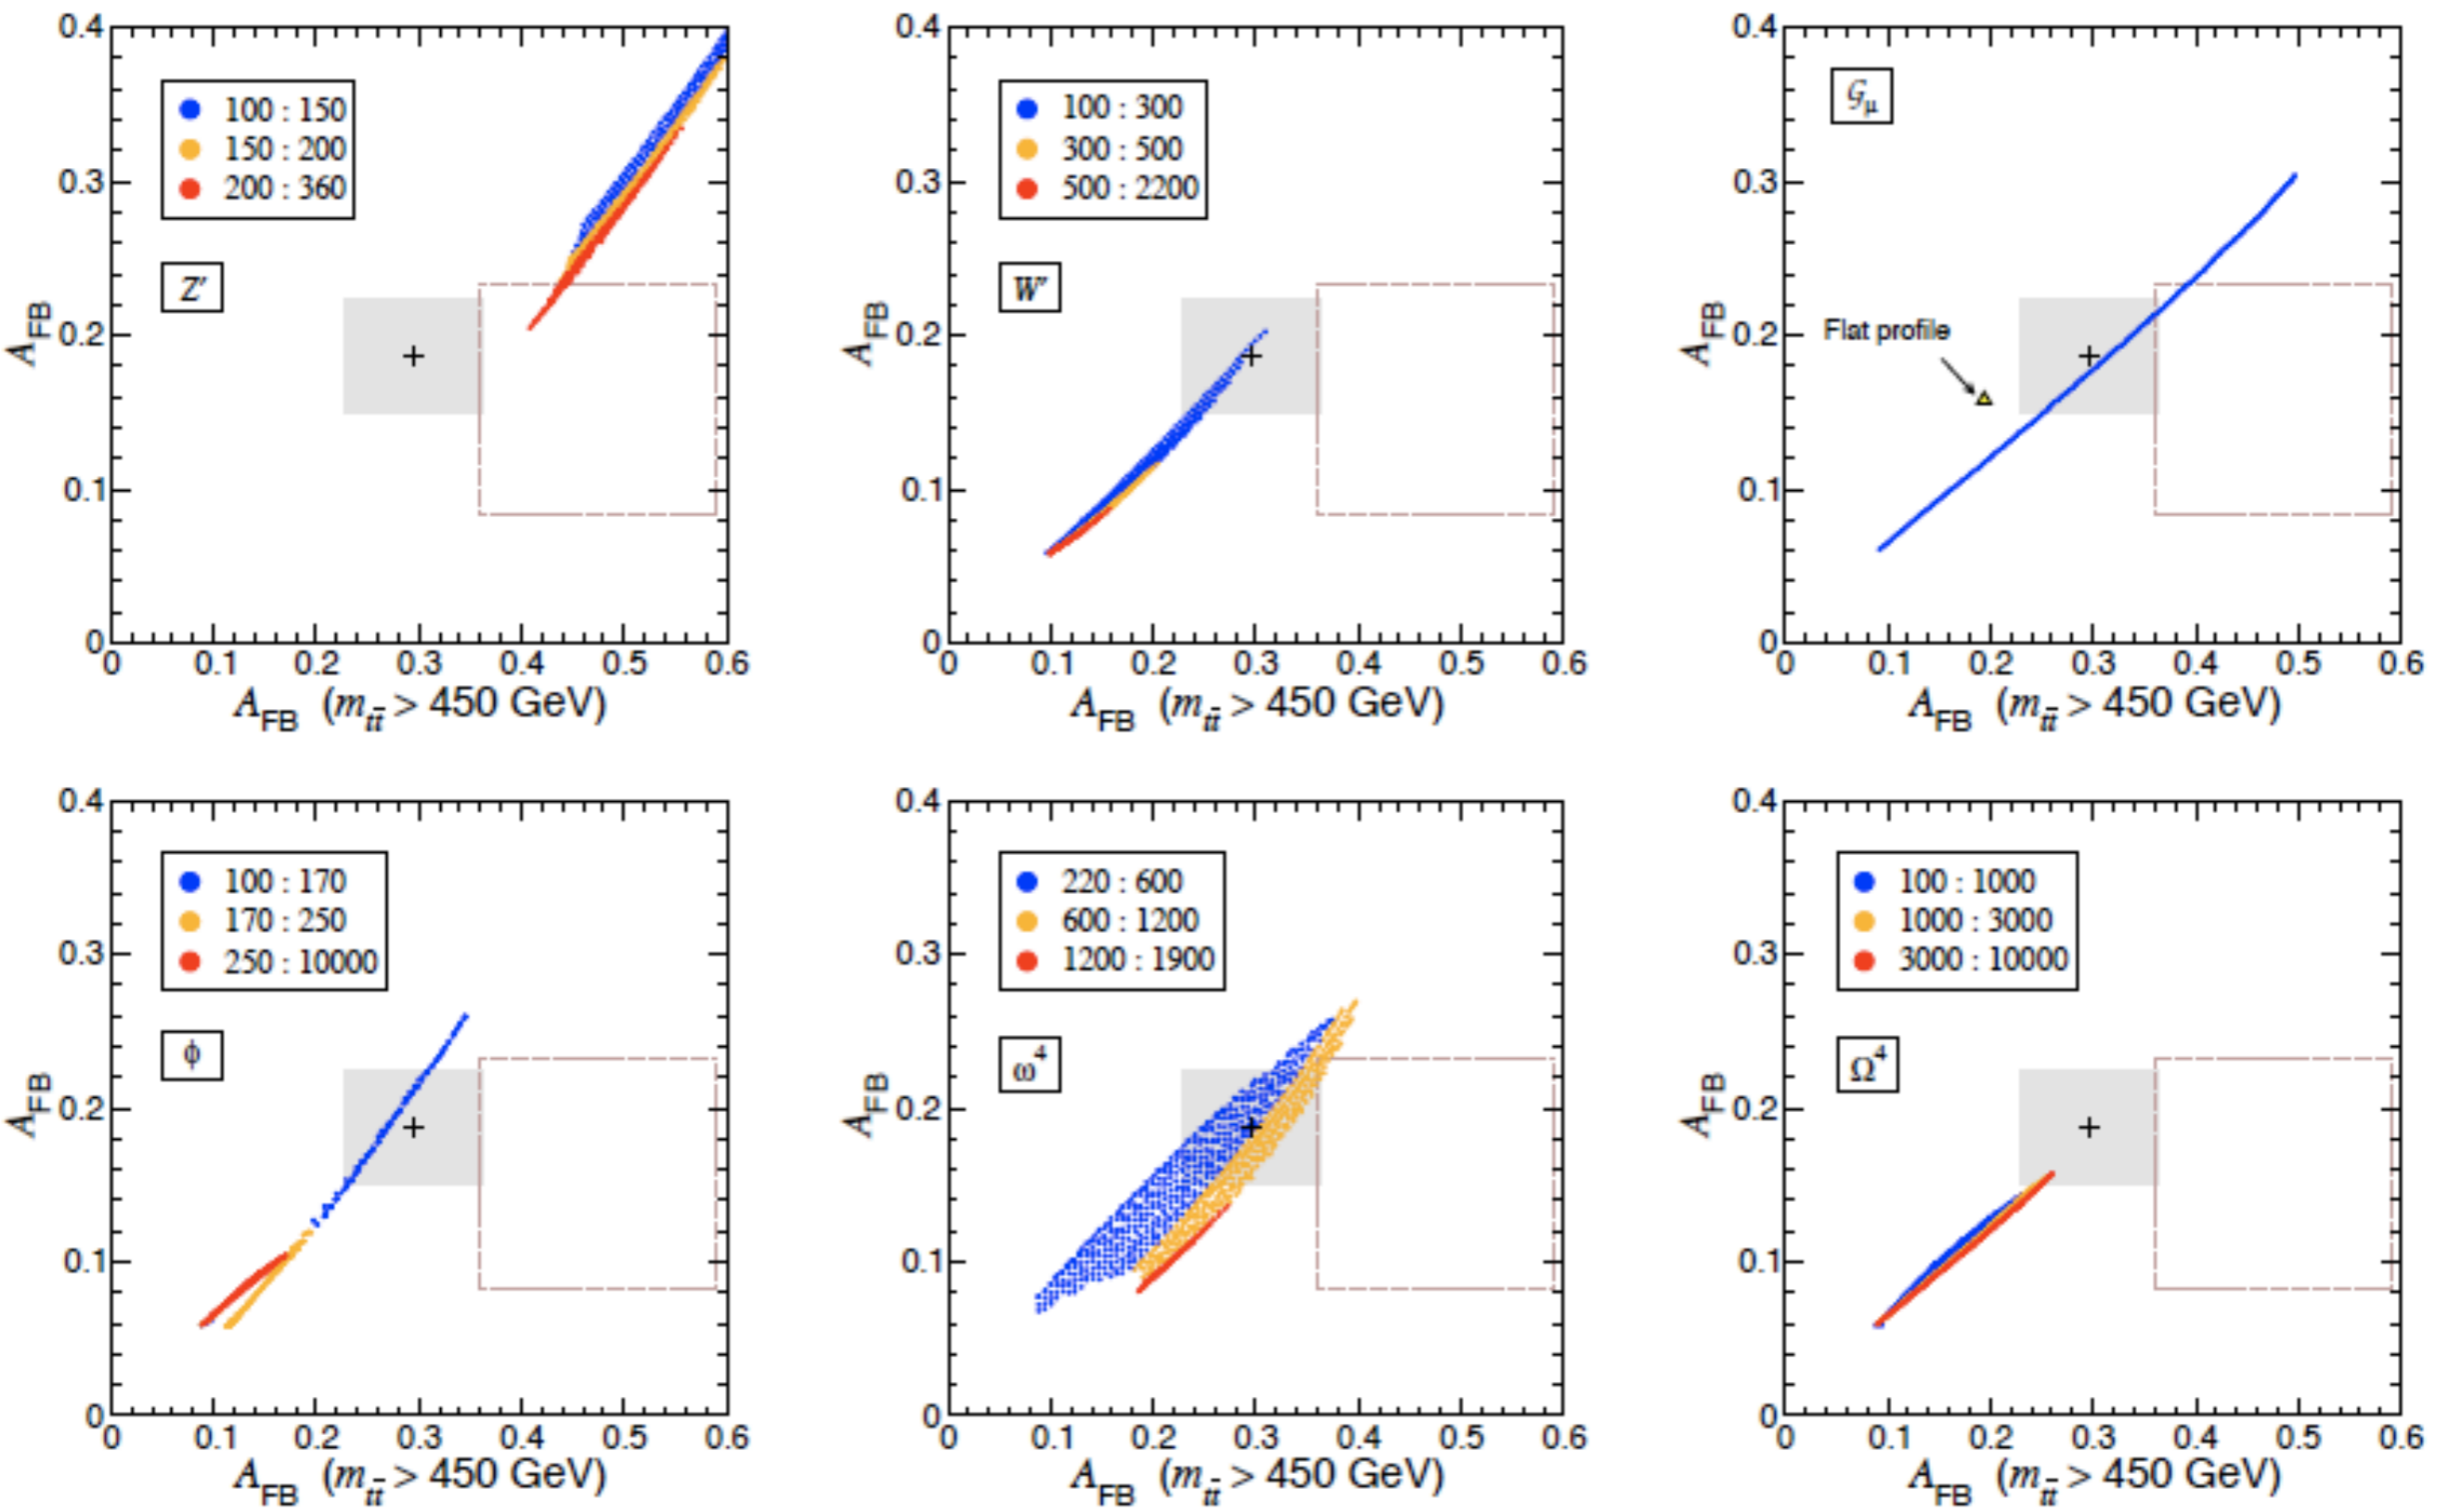 0.4
0.3
0.2
0.1
0
A_FB
100 : 150
150 : 200
200 : 360
Z'
0 0.1 0.2 0.3 0.4 0.5 0.6
A_FB (m_tt̅ > 450 GeV)
0.4
0.3
0.2
0.1
0
A_FB
100 : 300
300 : 500
500 : 2200
W'
0 0.1 0.2 0.3 0.4 0.5 0.6
A_FB (m_tt̅ > 450 GeV)
0.4
0.3
0.2
0.1
0
A_FB
𝒢_μ
Flat profile
0 0.1 0.2 0.3 0.4 0.5 0.6
A_FB (m_tt̅ > 450 GeV)
0.4
0.3
0.2
0.1
0
A_FB
100 : 170
170 : 250
250 : 10000
ϕ
0 0.1 0.2 0.3 0.4 0.5 0.6
A_FB (m_tt̅ > 450 GeV)
0.4
0.3
0.2
0.1
0
A_FB
220 : 600
600 : 1200
1200 : 1900
ω⁴
0 0.1 0.2 0.3 0.4 0.5 0.6
A_FB (m_tt̅ > 450 GeV)
0.4
0.3
0.2
0.1
0
A_FB
100 : 1000
1000 : 3000
3000 : 10000
Ω⁴
0 0.1 0.2 0.3 0.4 0.5 0.6
A_FB (m_tt̅ > 450 GeV)